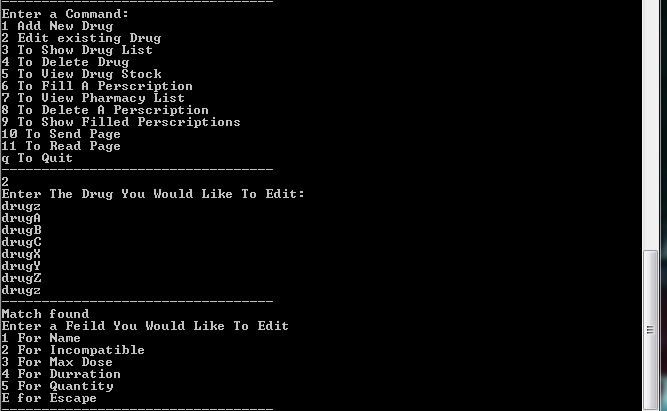 ---------------------------------
Enter a Command:
1 Add New Drug
2 Edit existing Drug
3 To Show Drug List
4 To Delete Drug
5 To View Drug Stock
6 To Fill A Perscription
7 To View Pharmacy List
8 To Delete A Perscription
9 To Show Filled Perscriptions
10 To Send Page
11 To Read Page
q To Quit
---------------------------------
2
Enter The Drug You Would Like To Edit:
drugz
drugA
drugB
drugC
drugX
drugY
drugZ
drugz
---------------------------------
Match found
Enter a Feild You Would Like To Edit
1 For Name
2 For Incompatible
3 For Max Dose
4 For Durration
5 For Quantity
E for Escape
---------------------------------